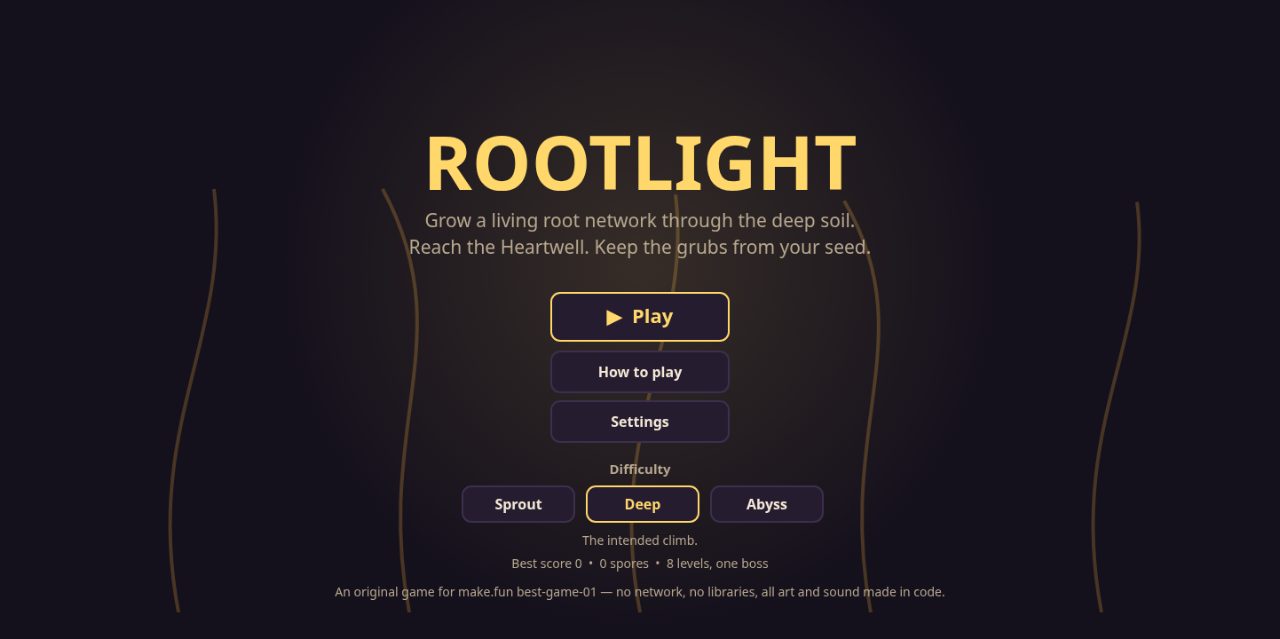 ROOTLIGHT
Grow a living root network through the deep soil.
Reach the Heartwell. Keep the grubs from your seed.
▶ Play
How to play
Settings
Difficulty
Sprout Deep Abyss
The intended climb.
Best score 0 • 0 spores • 8 levels, one boss
An original game for make.fun best-game-01 — no network, no libraries, all art and sound made in code.